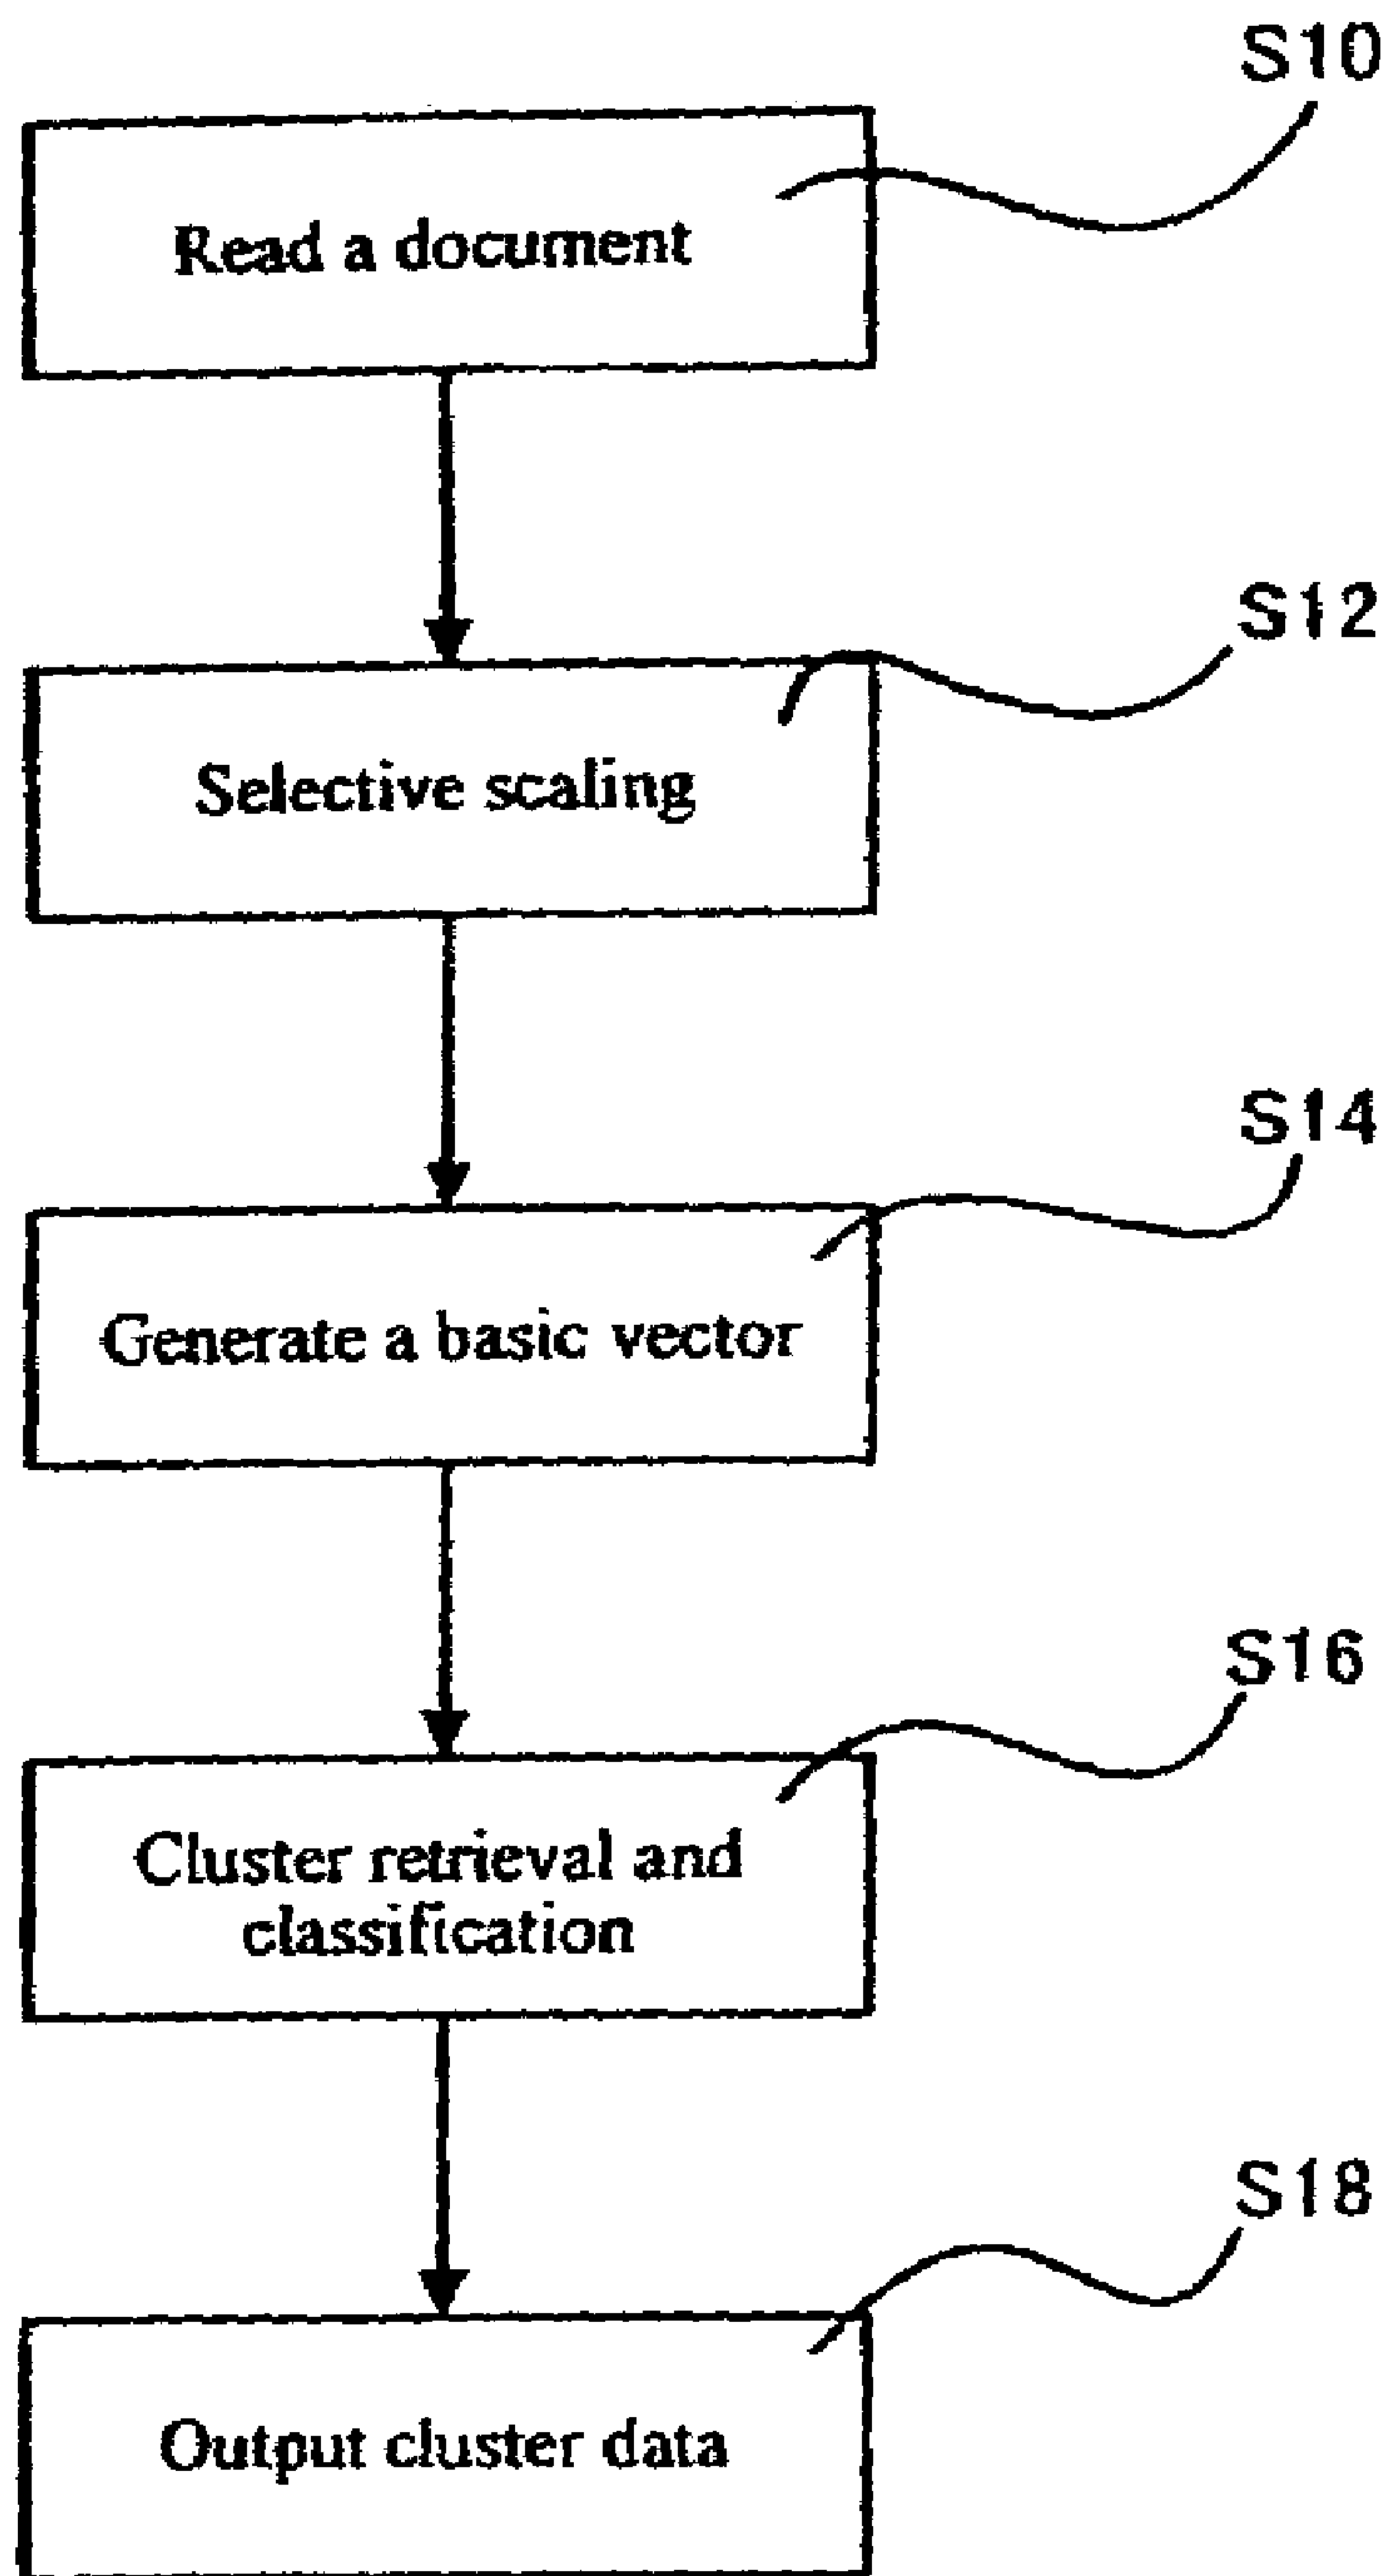 S10
Read a document
S12
Selective scaling
S14
Generate a basic vector
S16
Cluster retrieval and
classification
S18
Output cluster data